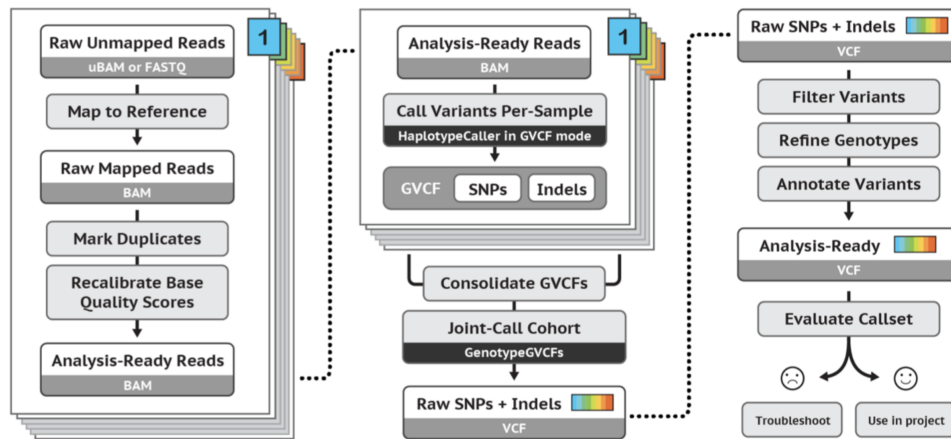 1
Raw Unmapped Reads
uBAM or FASTQ
Map to Reference
Raw Mapped Reads
BAM
Mark Duplicates
Recalibrate Base
Quality Scores
Analysis-Ready Reads
BAM
1
Analysis-Ready Reads
BAM
Call Variants Per-Sample
HaplotypeCaller in GVCF mode
GVCF SNPs Indels
Consolidate GVCFs
Joint-Call Cohort
GenotypeGVCFs
Raw SNPs + Indels
VCF
Raw SNPs + Indels
VCF
Filter Variants
Refine Genotypes
Annotate Variants
Analysis-Ready
VCF
Evaluate Callset
Troubleshoot
Use in project